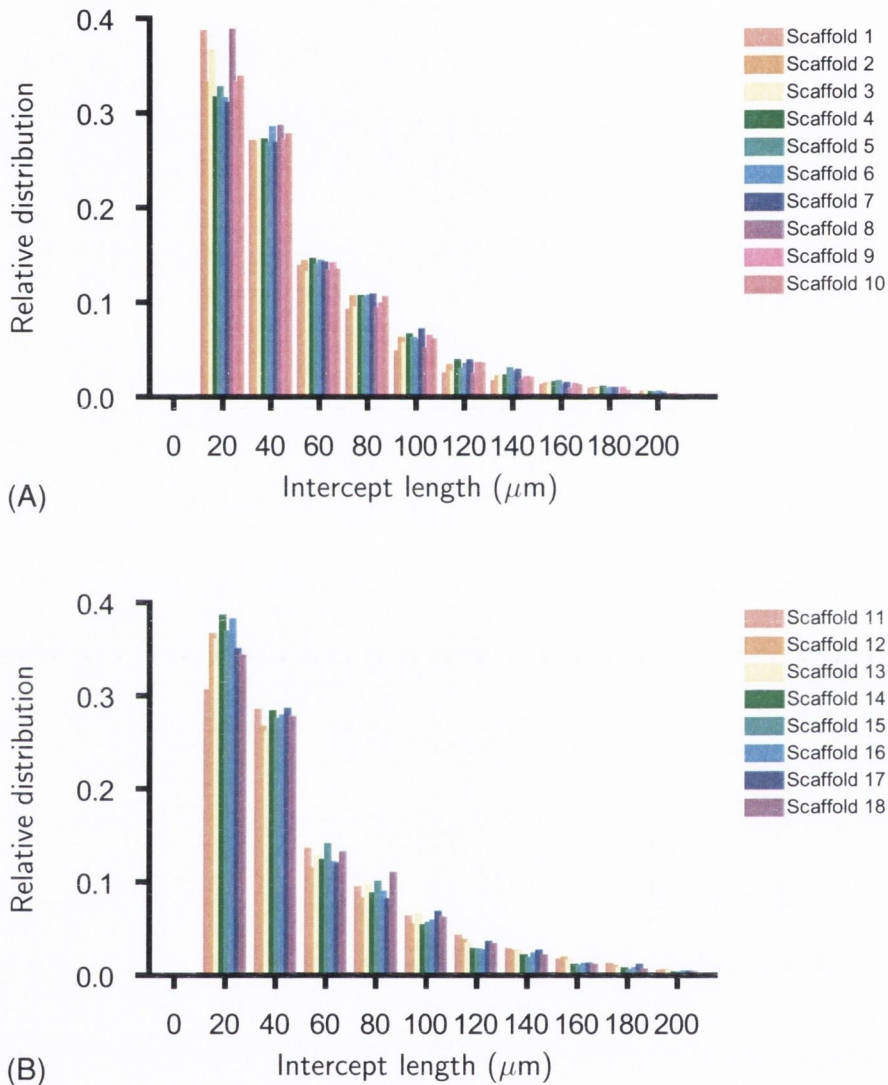 0.4
0.3
0.2
0.1
0.0
Relative distribution
0 20 40 60 80 100 120 140 160 180 200
Intercept length (μm)
(A)
Scaffold 1
Scaffold 2
Scaffold 3
Scaffold 4
Scaffold 5
Scaffold 6
Scaffold 7
Scaffold 8
Scaffold 9
Scaffold 10
0.4
0.3
0.2
0.1
0.0
Relative distribution
0 20 40 60 80 100 120 140 160 180 200
Intercept length (μm)
(B)
Scaffold 11
Scaffold 12
Scaffold 13
Scaffold 14
Scaffold 15
Scaffold 16
Scaffold 17
Scaffold 18